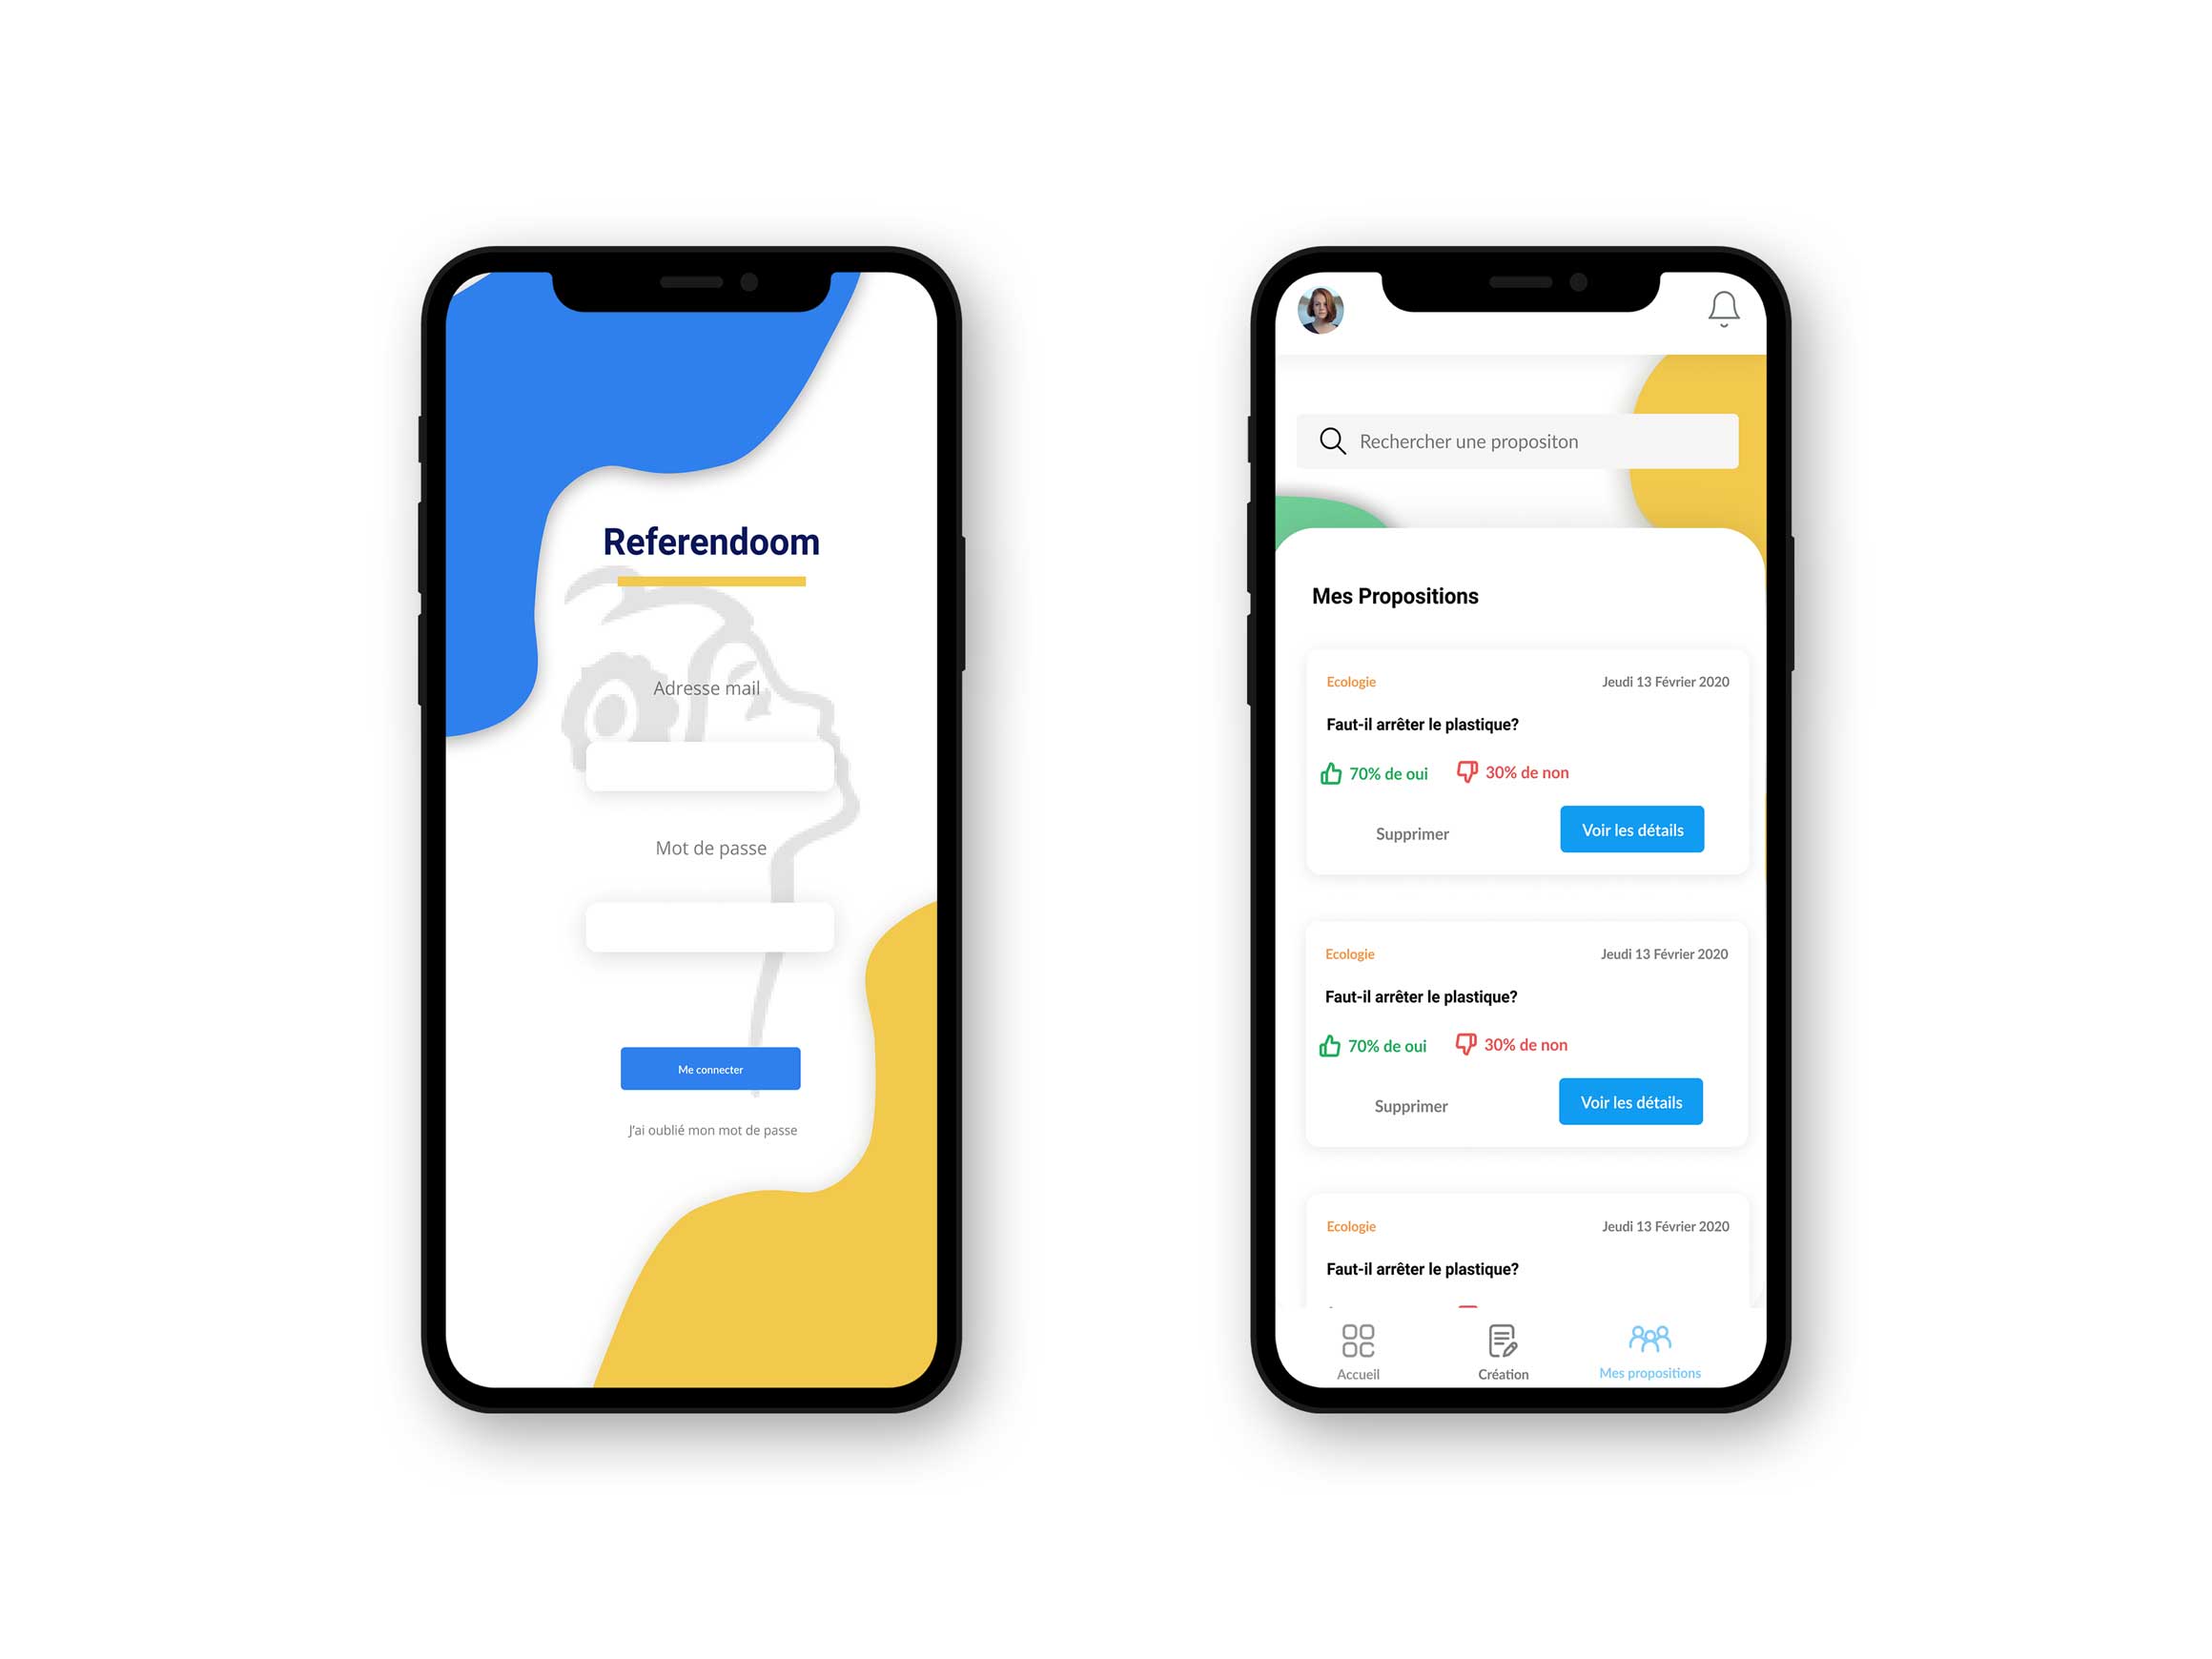 Referendoom
Adresse mail
Mot de passe
Me connecter
J'ai oublié mon mot de passe
Rechercher une propositon
Mes Propositions
Ecologie Jeudi 13 Février 2020
Faut-il arrêter le plastique?
70% de oui 30% de non
Supprimer Voir les détails
Ecologie Jeudi 13 Février 2020
Faut-il arrêter le plastique?
70% de oui 30% de non
Supprimer Voir les détails
Ecologie Jeudi 13 Février 2020
Faut-il arrêter le plastique?
Accueil Création Mes propositions